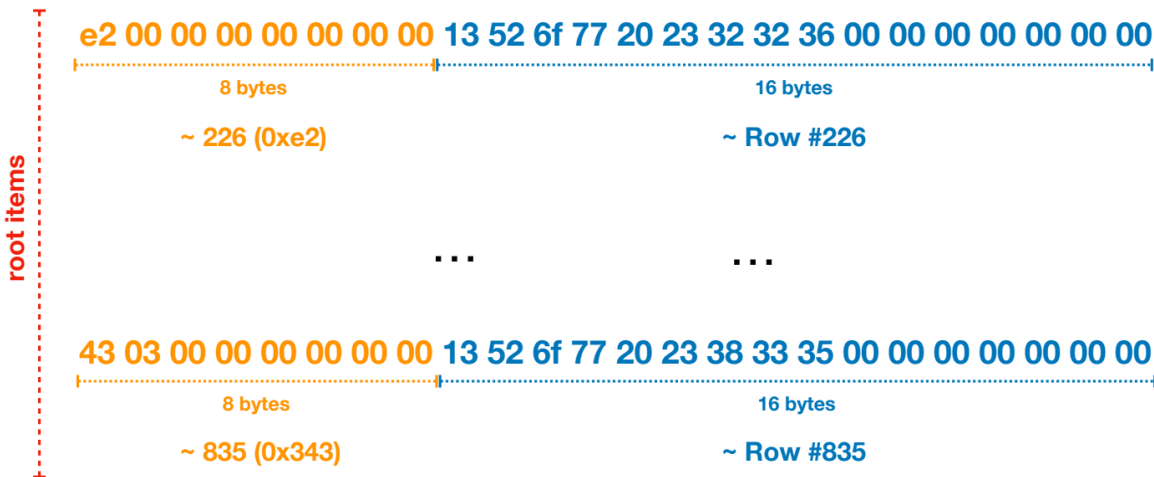 e2 00 00 00 00 00 00 00 13 52 6f 77 20 23 32 32 36 00 00 00 00 00 00 00
8 bytes 16 bytes
~ 226 (0xe2) ~ Row #226
root items
... ...
43 03 00 00 00 00 00 00 13 52 6f 77 20 23 38 33 35 00 00 00 00 00 00 00
8 bytes 16 bytes
~ 835 (0x343) ~ Row #835